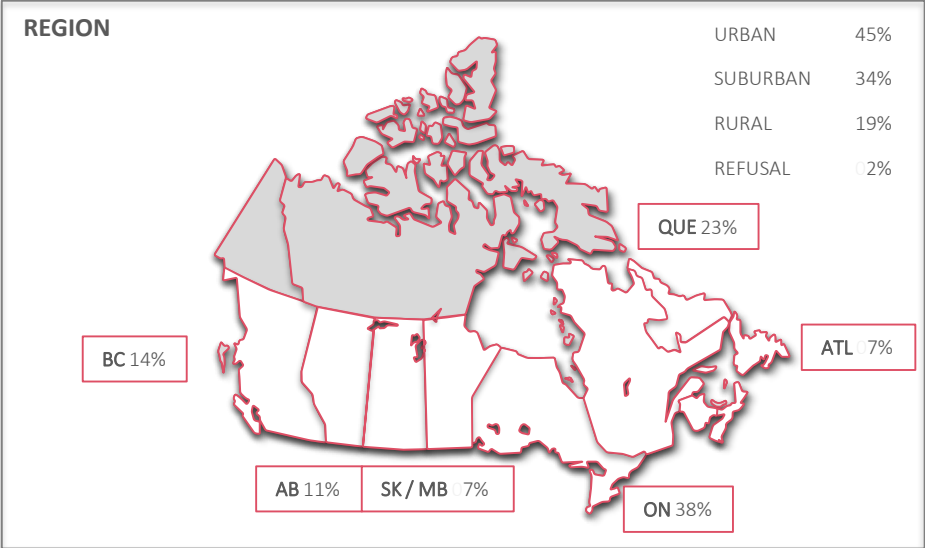 REGION
URBAN 45%
SUBURBAN 34%
RURAL 19%
REFUSAL 02%
QUE 23%
ATL 07%
BC 14%
AB 11%
SK / MB 07%
ON 38%